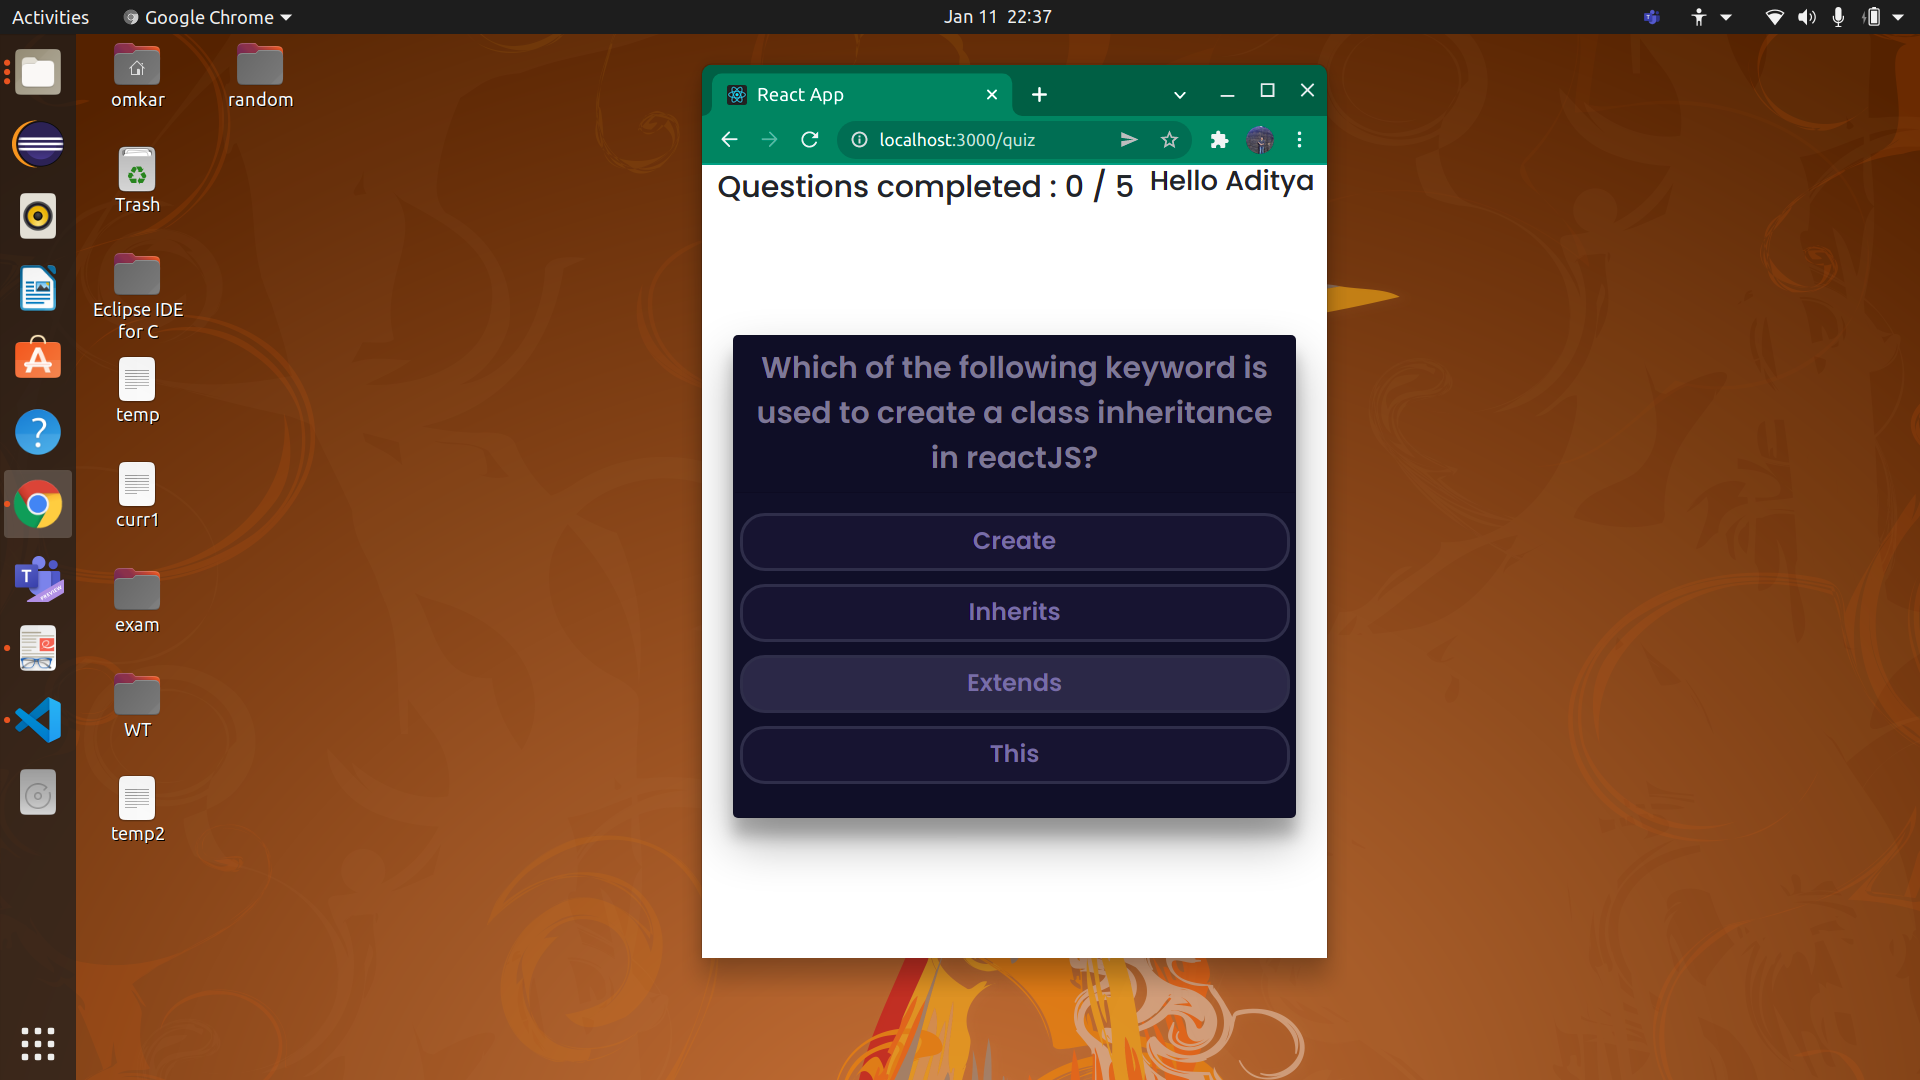 Activities
Google Chrome
Jan 11 22:37
omkar
random
Trash
Eclipse IDE
for C
temp
curr1
exam
WT
temp2
React App
localhost:3000/quiz
Questions completed : 0 / 5
Hello Aditya
Which of the following keyword is
used to create a class inheritance
in reactJS?
Create
Inherits
Extends
This
T
PREVIEW